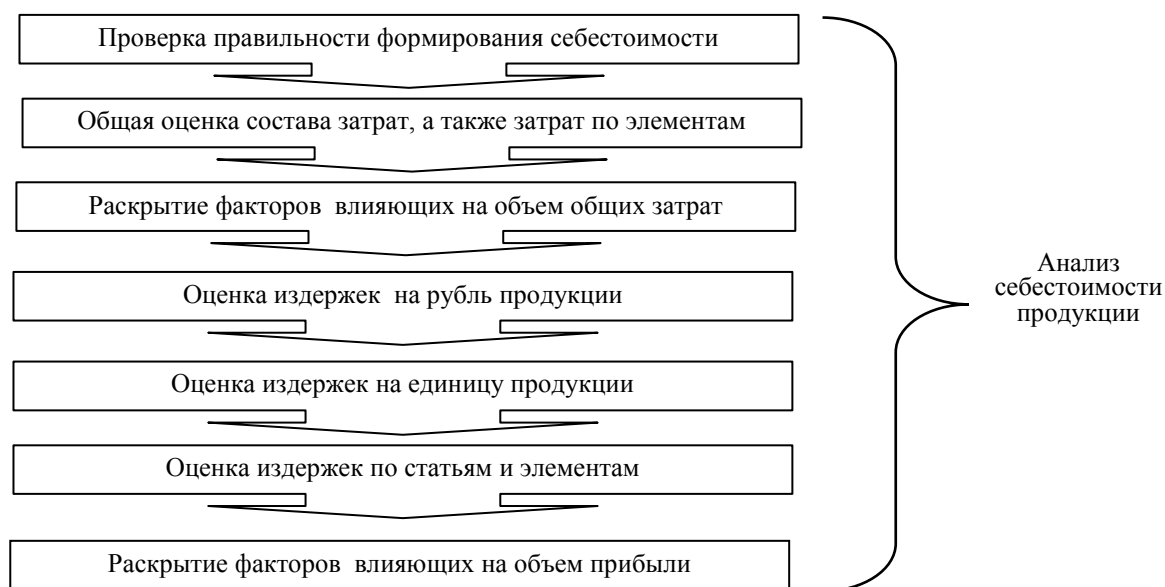 Проверка правильности формирования себестоимости
Общая оценка состава затрат, а также затрат по элементам
Раскрытие факторов  влияющих на объем общих затрат
Оценка издержек  на рубль продукции
Оценка издержек на единицу продукции
Оценка издержек по статьям и элементам
Раскрытие факторов  влияющих на объем прибыли
Анализ
себестоимости
продукции